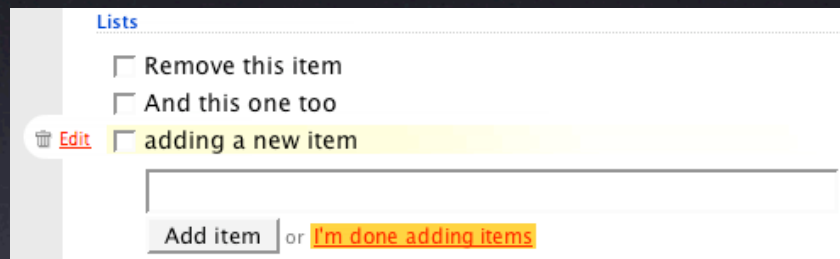 Lists
Remove this item
And this one too
Edit adding a new item
Add item or I'm done adding items